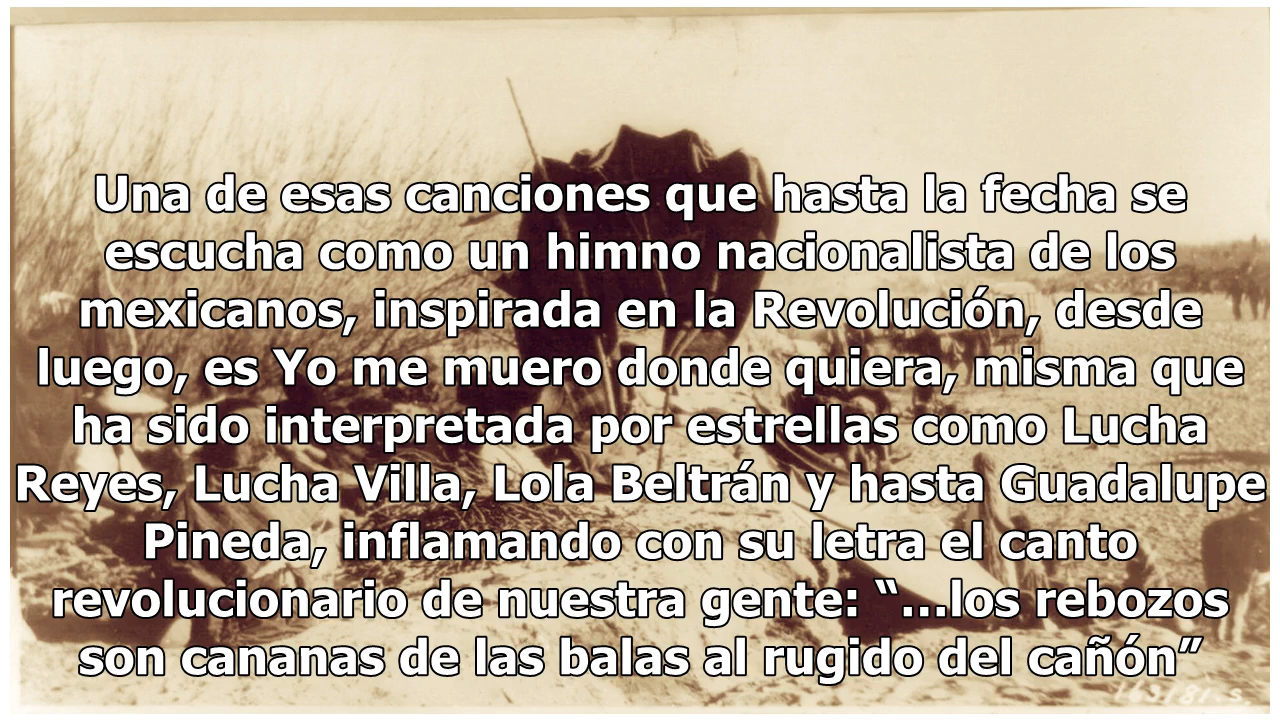 Una de esas canciones que hasta la fecha se
escucha como un himno nacionalista de los
mexicanos, inspirada en la Revolución, desde
luego, es Yo me muero donde quiera, misma que
ha sido interpretada por estrellas como Lucha
Reyes, Lucha Villa, Lola Beltrán y hasta Guadalupe
Pineda, inflamando con su letra el canto
revolucionario de nuestra gente: “…los rebozos
son cananas de las balas al rugido del cañón”
163181.s.